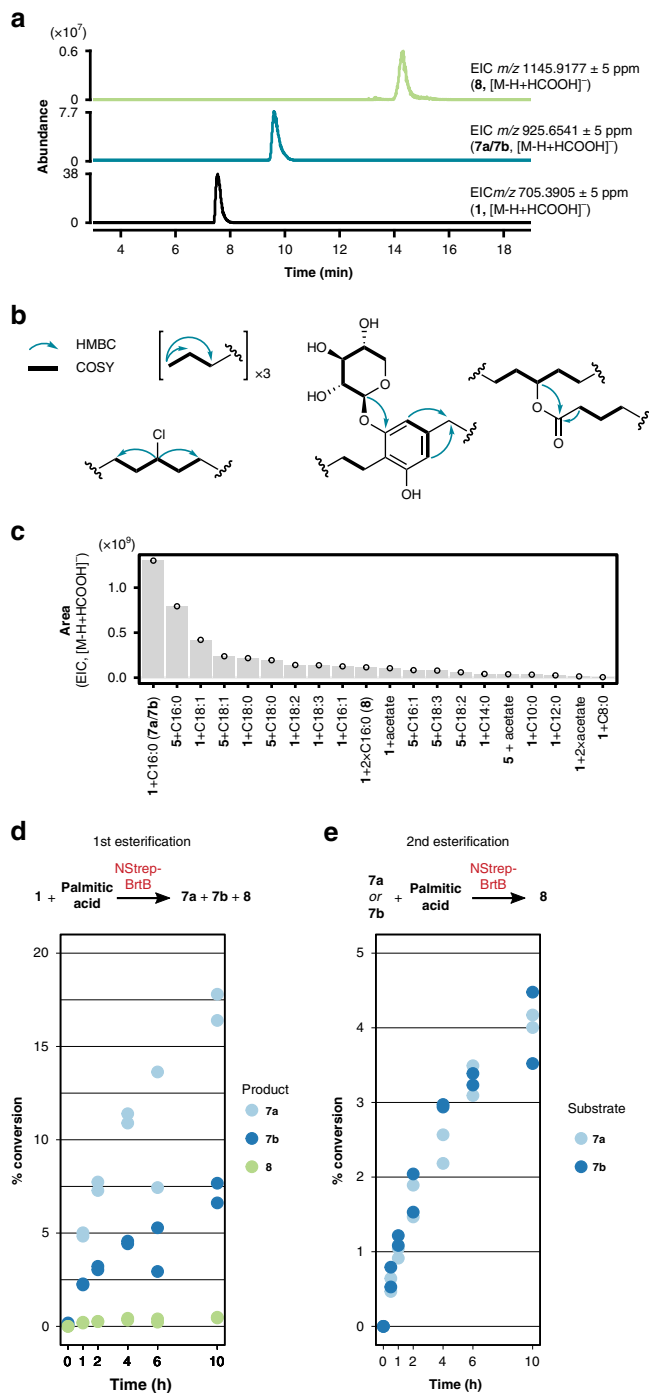 a
(×10⁷)
0.6
0
EIC m/z 1145.9177 ± 5 ppm
(8, [M-H+HCOOH]⁻)
7.7
0
EIC m/z 925.6541 ± 5 ppm
(7a/7b, [M-H+HCOOH]⁻)
38
0
EICm/z 705.3905 ± 5 ppm
(1, [M-H+HCOOH]⁻)
Abundance
4 6 8 10 12 14 16 18
Time (min)
b
HMBC
COSY
×3
Cl
OH
HO
HO
O
O
OH
O
O
c
(×10⁹)
Area
(EIC, [M-H+HCOOH]⁻)
1.0
0.5
0.0
1+C16:0 (7a/7b)
5+C16:0
1+C18:1
5+C18:1
1+C18:0
5+C18:0
1+C18:2
1+C18:3
1+C16:1
1+2×C16:0 (8)
1+acetate
5+C16:1
5+C18:3
5+C18:2
1+C14:0
5 + acetate
1+C10:0
1+C12:0
1+2×acetate
1+C8:0
d
1st esterification
1 + Palmitic acid
NStrep-
BrtB
7a + 7b + 8
% conversion
20
15
10
5
0
0 1 2 4 6 10
Time (h)
Product
7a
7b
8
e
2nd esterification
7a
or
7b
+ Palmitic acid
NStrep-
BrtB
8
% conversion
5
4
3
2
1
0
0 1 2 4 6 10
Time (h)
Substrate
7a
7b